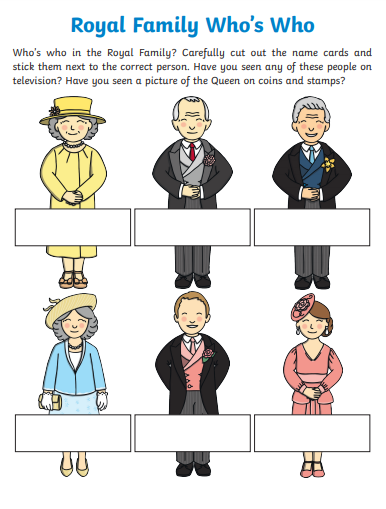 Royal Family Who's Who
Who's who in the Royal Family? Carefully cut out the name cards and
stick them next to the correct person. Have you seen any of these people on
television? Have you seen a picture of the Queen on coins and stamps?